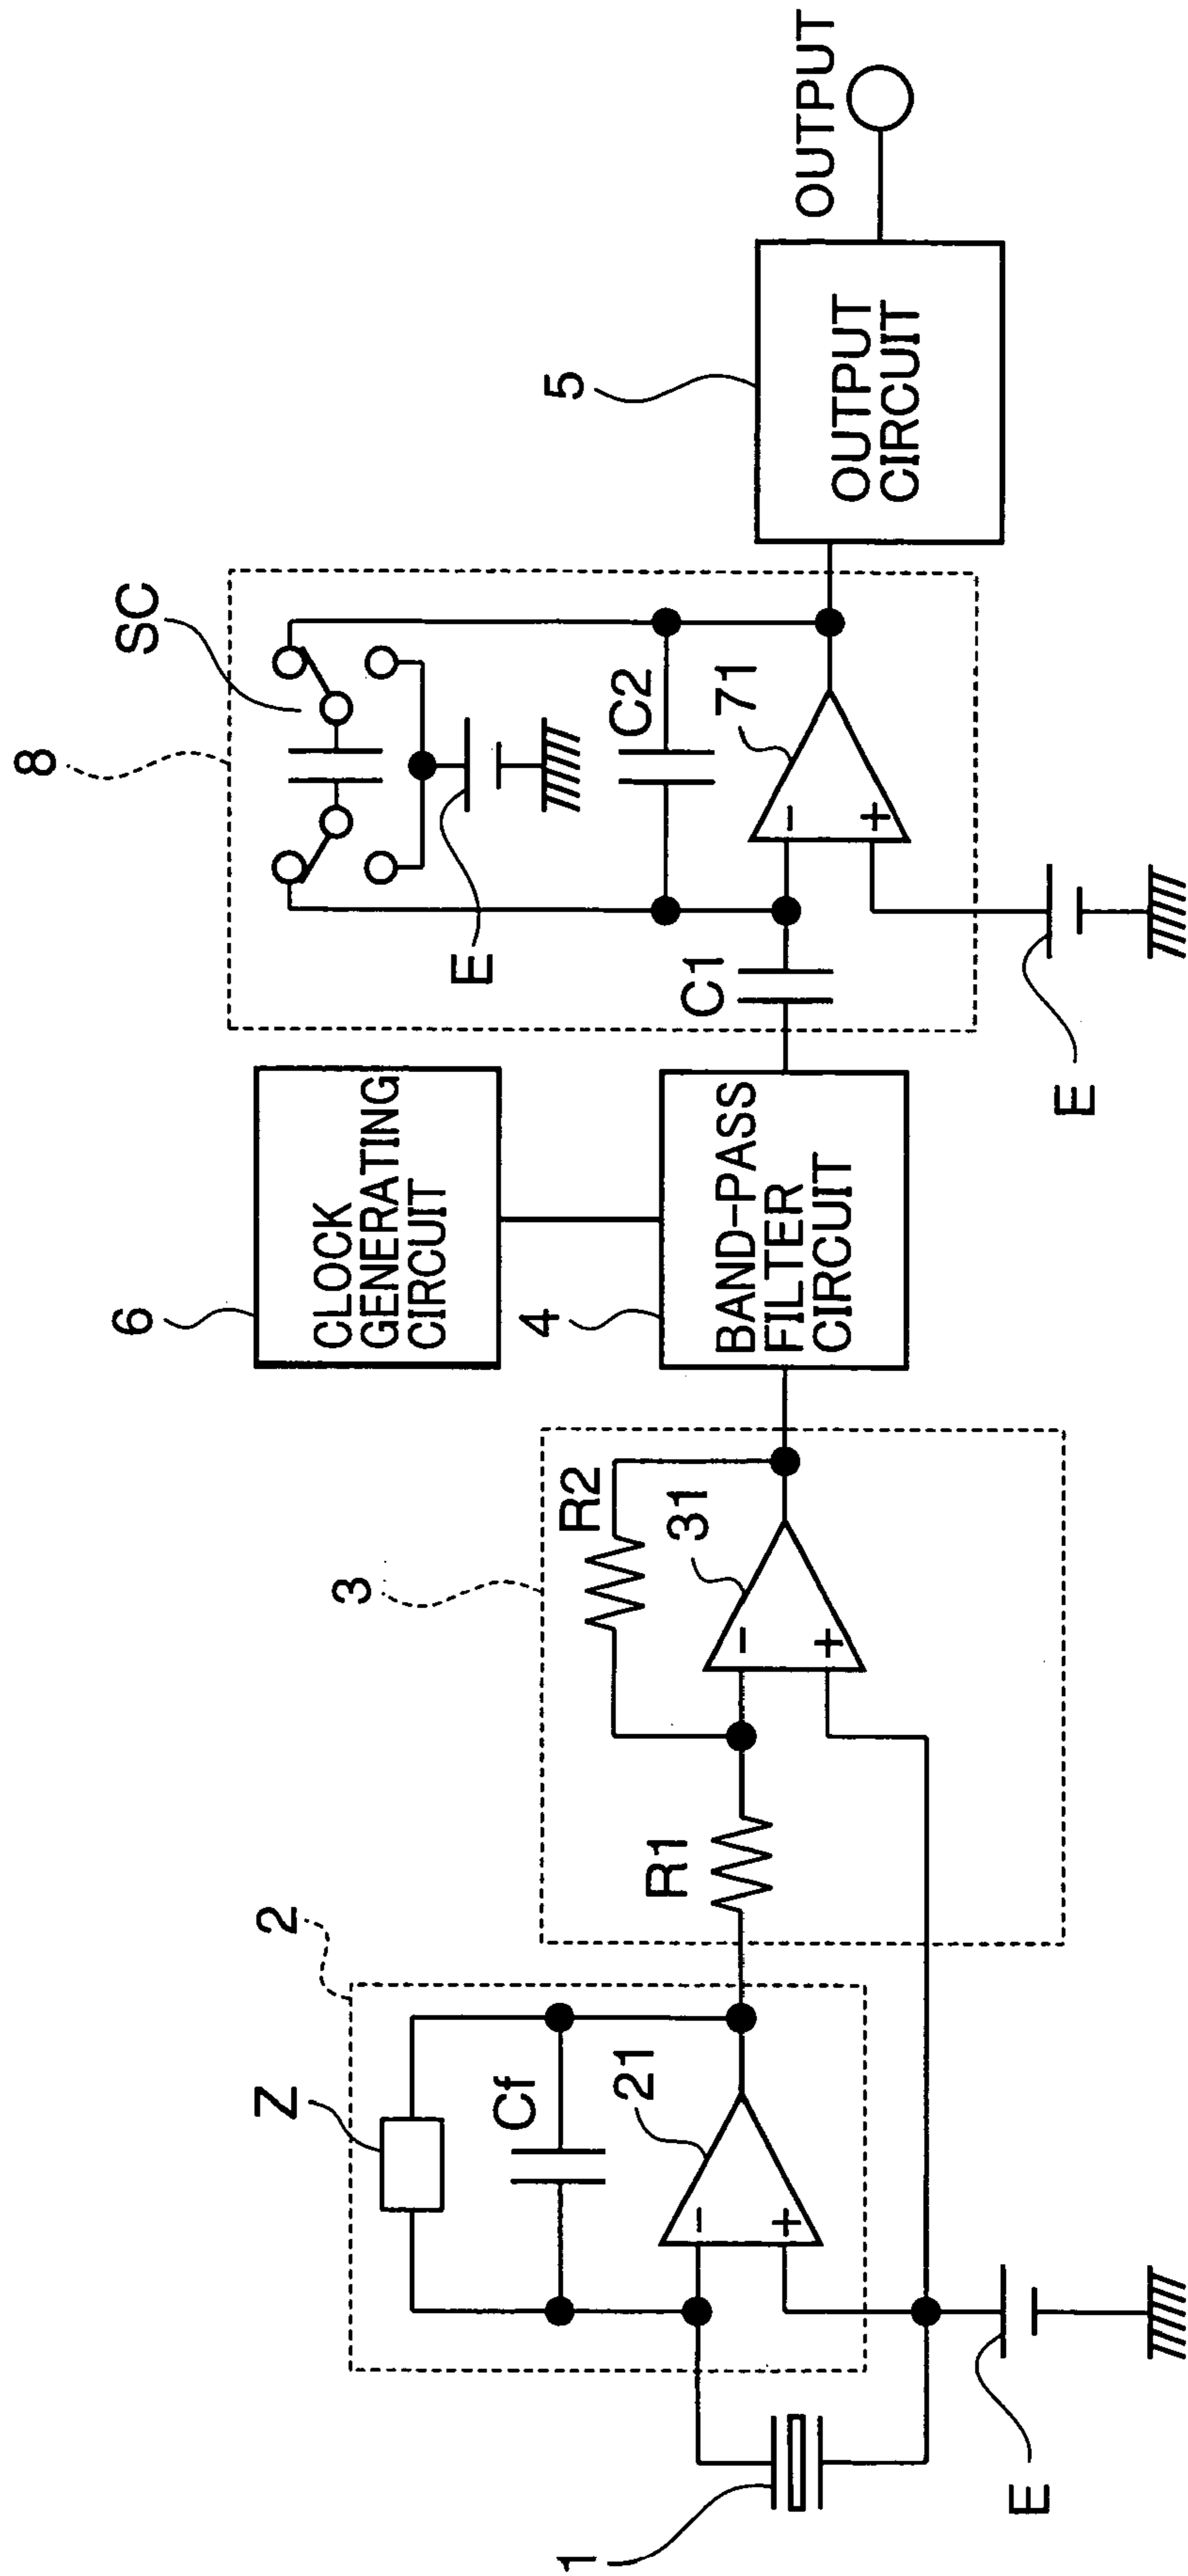 1
E
2
Z
Cf
21
-
+
3
R1
R2
31
-
+
6
CLOCK
GENERATING
CIRCUIT
4
BAND-PASS
FILTER
CIRCUIT
8
SC
E
C1
C2
71
-
+
E
5
OUTPUT
CIRCUIT
OUTPUT